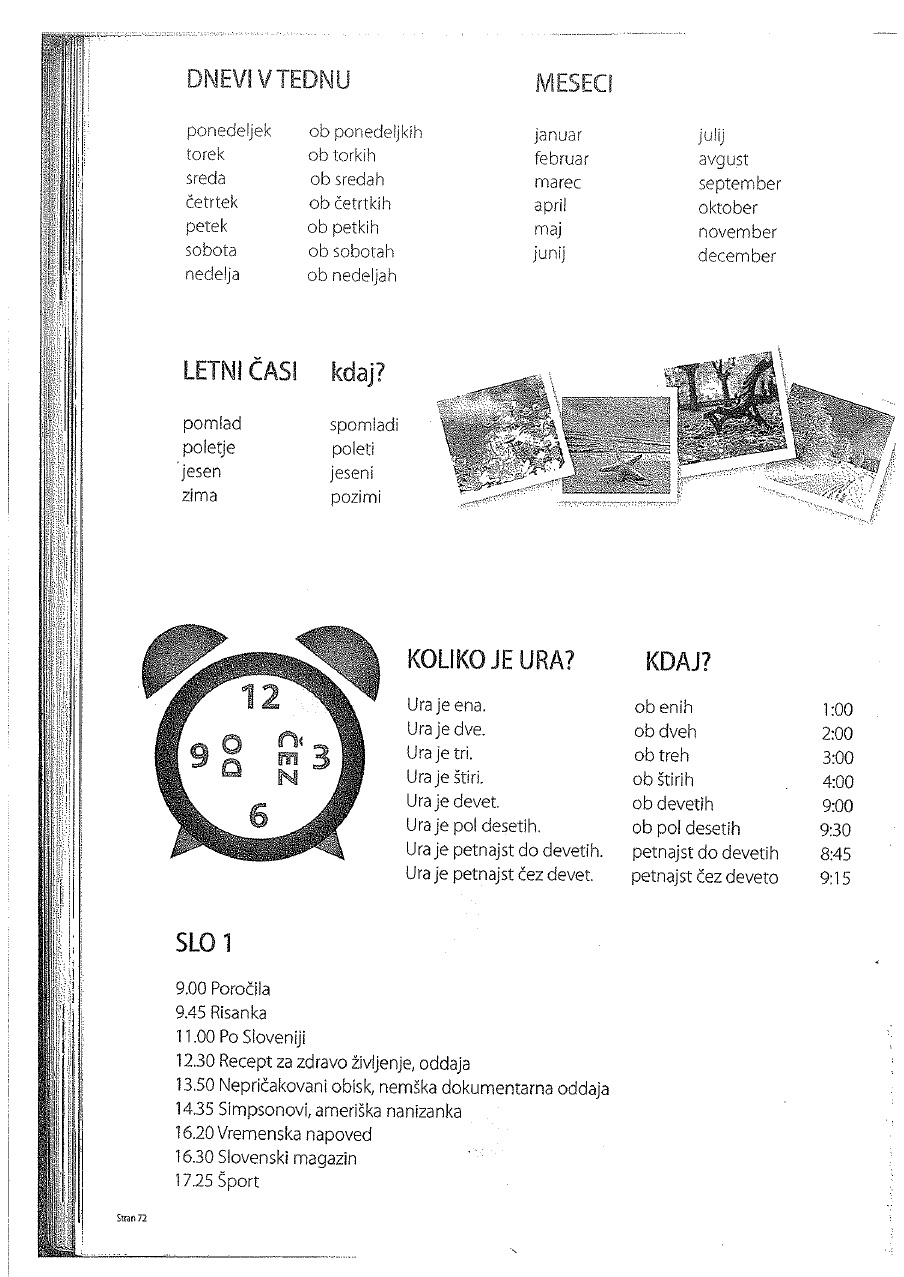 DNEVI V TEDNU
ponedeljek ob ponedeljkih
torek ob torkih
sreda ob sredah
četrtek ob četrtkih
petek ob petkih
sobota ob sobotah
nedelja ob nedeljah
MESECI
januar julij
februar avgust
marec september
april oktober
maj november
junij december
LETNI ČASI kdaj?
pomlad spomladi
poletje poleti
jesen jeseni
zima pozimi
12
9 DO ČEZ 3
6
KOLIKO JE URA? KDAJ?
Ura je ena. ob enih 1:00
Ura je dve. ob dveh 2:00
Ura je tri. ob treh 3:00
Ura je štiri. ob štirih 4:00
Ura je devet. ob devetih 9:00
Ura je pol desetih. ob pol desetih 9:30
Ura je petnajst do devetih. petnajst do devetih 8:45
Ura je petnajst čez devet. petnajst čez deveto 9:15
SLO 1
9.00 Poročila
9.45 Risanka
11.00 Po Sloveniji
12.30 Recept za zdravo življenje, oddaja
13.50 Nepričakovani obisk, nemška dokumentarna oddaja
14.35 Simpsonovi, ameriška nanizanka
16.20 Vremenska napoved
16.30 Slovenski magazin
17.25 Šport
Stran 72